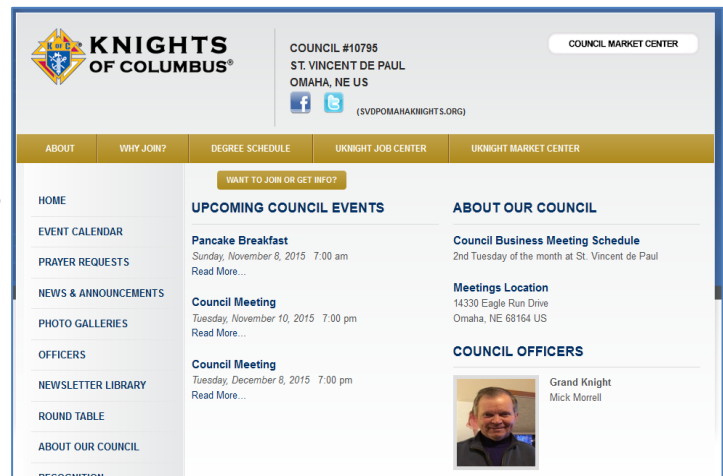 K of C
KNIGHTS
OF COLUMBUS®
COUNCIL #10795
ST. VINCENT DE PAUL
OMAHA, NE US
(SVDPOMAHAKNIGHTS.ORG)
COUNCIL MARKET CENTER
ABOUT WHY JOIN? DEGREE SCHEDULE UKNIGHT JOB CENTER UKNIGHT MARKET CENTER
WANT TO JOIN OR GET INFO?
HOME
EVENT CALENDAR
PRAYER REQUESTS
NEWS & ANNOUNCEMENTS
PHOTO GALLERIES
OFFICERS
NEWSLETTER LIBRARY
ROUND TABLE
ABOUT OUR COUNCIL
RECOGNITION
UPCOMING COUNCIL EVENTS
Pancake Breakfast
Sunday, November 8, 2015 7:00 am
Read More...
Council Meeting
Tuesday, November 10, 2015 7:00 pm
Read More...
Council Meeting
Tuesday, December 8, 2015 7:00 pm
Read More...
ABOUT OUR COUNCIL
Council Business Meeting Schedule
2nd Tuesday of the month at St. Vincent de Paul
Meetings Location
14330 Eagle Run Drive
Omaha, NE 68164 US
COUNCIL OFFICERS
Grand Knight
Mick Morrell